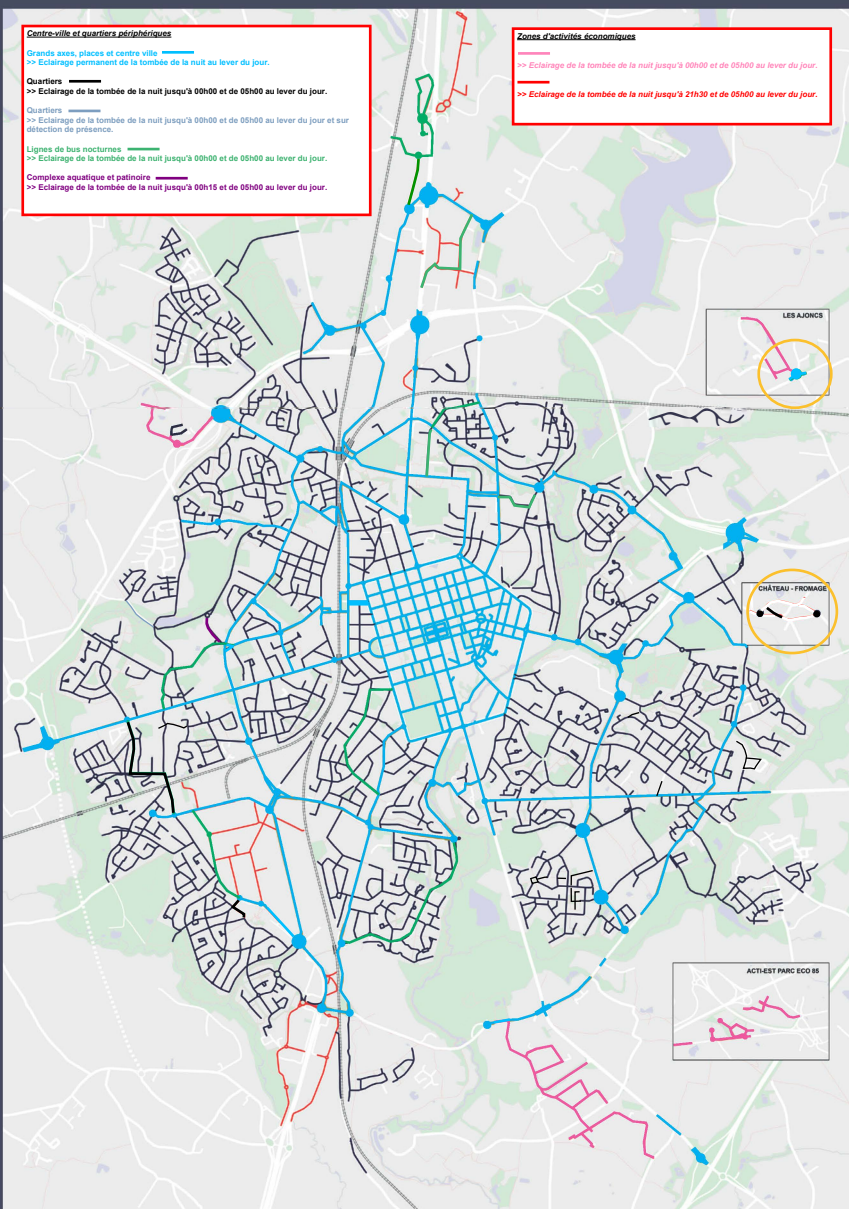 Centre-ville et quartiers périphériques
Grands axes, places et centre ville
>> Eclairage permanent de la tombée de la nuit au lever du jour.
Quartiers
>> Eclairage de la tombée de la nuit jusqu'à 00h00 et de 05h00 au lever du jour.
Quartiers
>> Eclairage de la tombée de la nuit jusqu'à 00h00 et de 05h00 au lever du jour et sur
détection de présence.
Lignes de bus nocturnes
>> Eclairage de la tombée de la nuit jusqu'à 00h00 et de 05h00 au lever du jour.
Complexe aquatique et patinoire
>> Eclairage de la tombée de la nuit jusqu'à 00h15 et de 05h00 au lever du jour.
Zones d'activités économiques
>> Eclairage de la tombée de la nuit jusqu'à 00h00 et de 05h00 au lever du jour.
>> Eclairage de la tombée de la nuit jusqu'à 21h30 et de 05h00 au lever du jour.
LES AJONCS
CHÂTEAU - FROMAGE
ACTI-EST PARC ECO 85